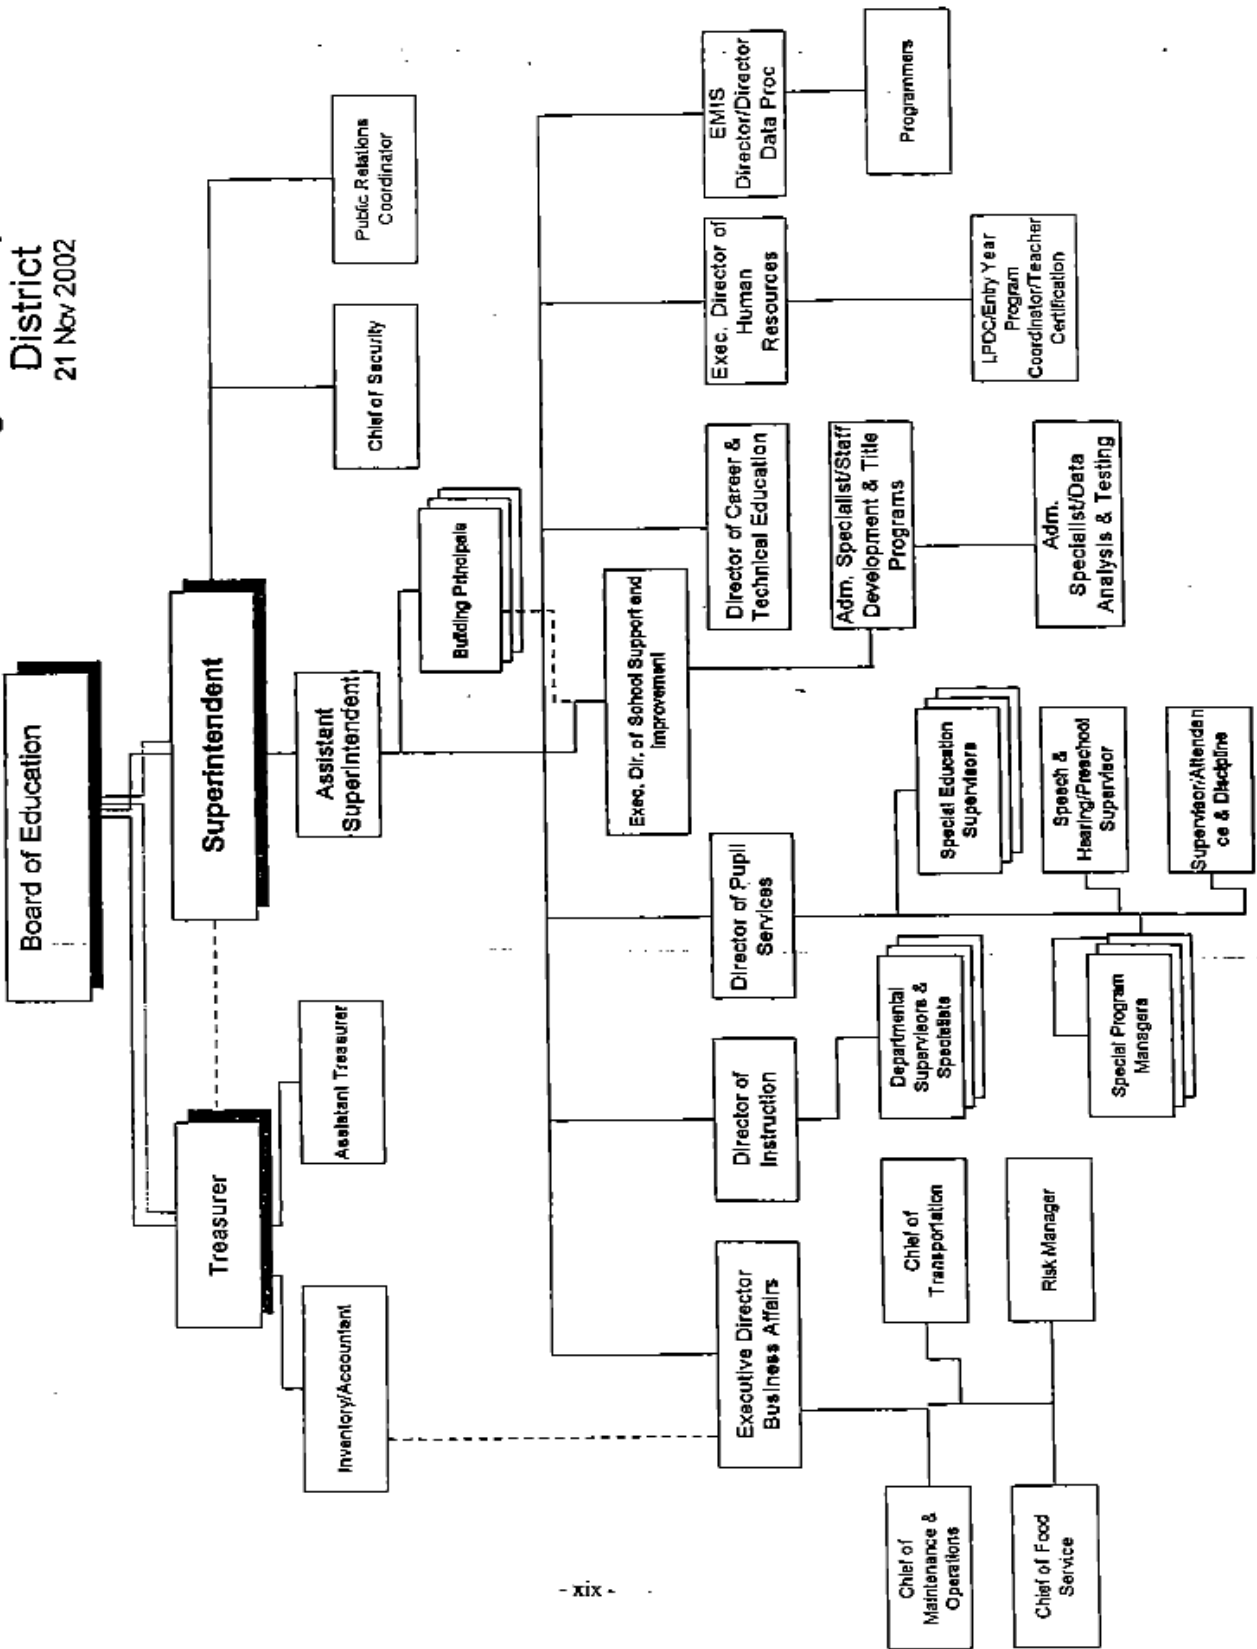 District
21 Nov 2002
Board of Education
Treasurer
Superintendent
Inventory/Accountant
Assistant Treasurer
Assistant
Superintendent
Chief of Security
Public Relations
Coordinator
Building Principals
Exec. Dir. of School Support and
Improvement
Executive Director
Business Affairs
Director of
Instruction
Director of Pupil
Services
Director of Career &
Technical Education
Exec. Director of
Human
Resources
EMIS
Director/Director
Data Proc
Chief of
Maintenance &
Operations
Chief of
Transportation
Departmental
Supervisors &
Specialists
Special Education
Supervisors
Adm. Specialist/Staff
Development & Title
Programs
Programmers
Chief of Food
Service
Risk Manager
Special Program
Managers
Speech &
Hearing/Preschool
Supervisor
Adm.
Specialist/Data
Analysis & Testing
LPDC/Entry Year
Program
Coordinator/Teacher
Certification
Supervisor/Attendan
ce & Discipline
- xix -